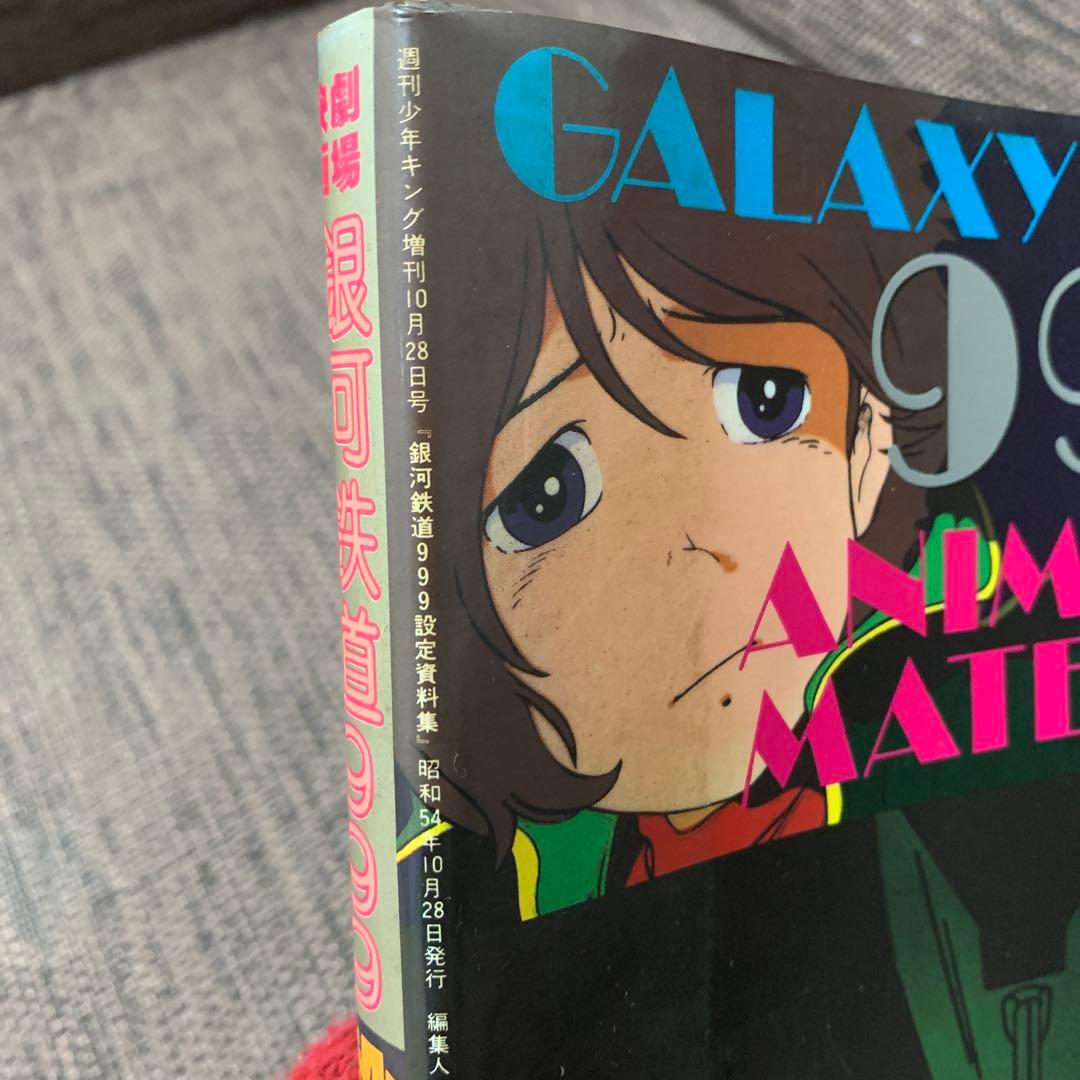 劇場
映画
銀河鉄道999
週刊少年キング増刊10月28日号『銀河鉄道999設定資料集』昭和54年10月28日発行 編集人
GALAXY
99
ANIM
MATE